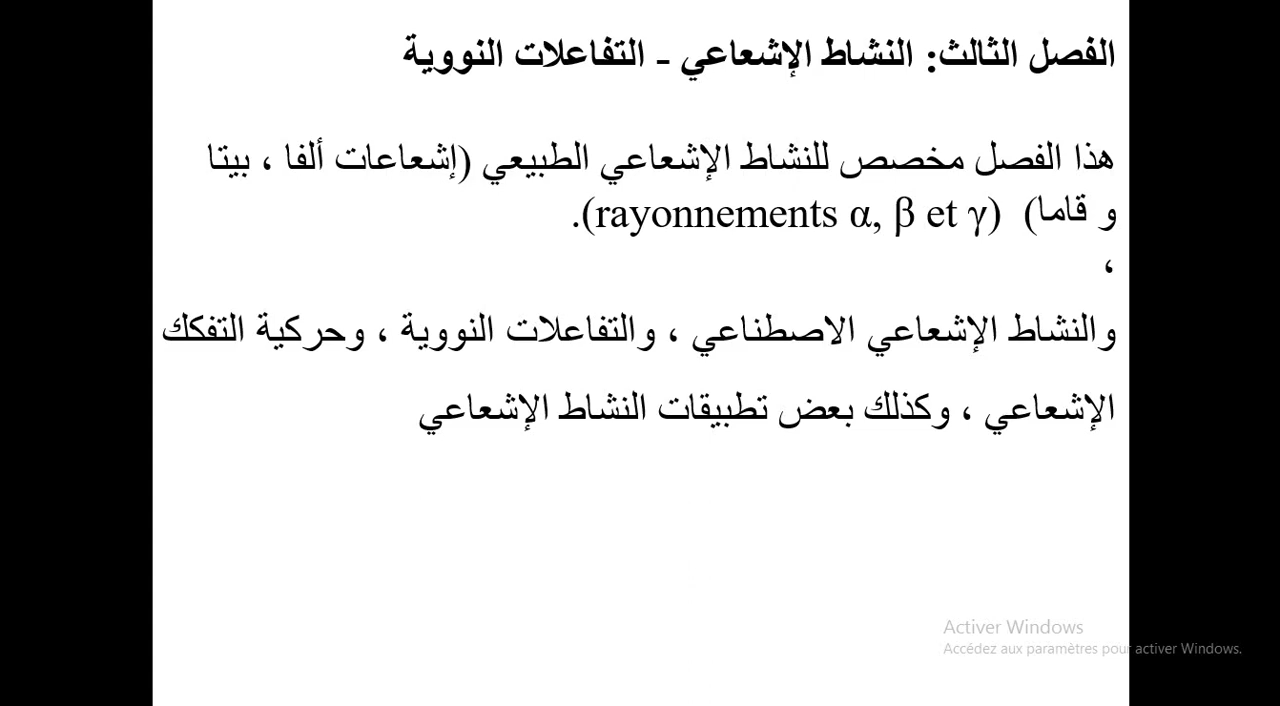 الفصل الثالث: النشاط الإشعاعي - التفاعلات النووية
هذا الفصل مخصص للنشاط الإشعاعي الطبيعي (إشعاعات ألفا ، بيتا
و قاما) (rayonnements α, β et γ).
،
والنشاط الإشعاعي الاصطناعي ، والتفاعلات النووية ، وحركية التفكك
الإشعاعي ، وكذلك بعض تطبيقات النشاط الإشعاعي
Activer Windows
Accédez aux paramètres pour activer Windows.